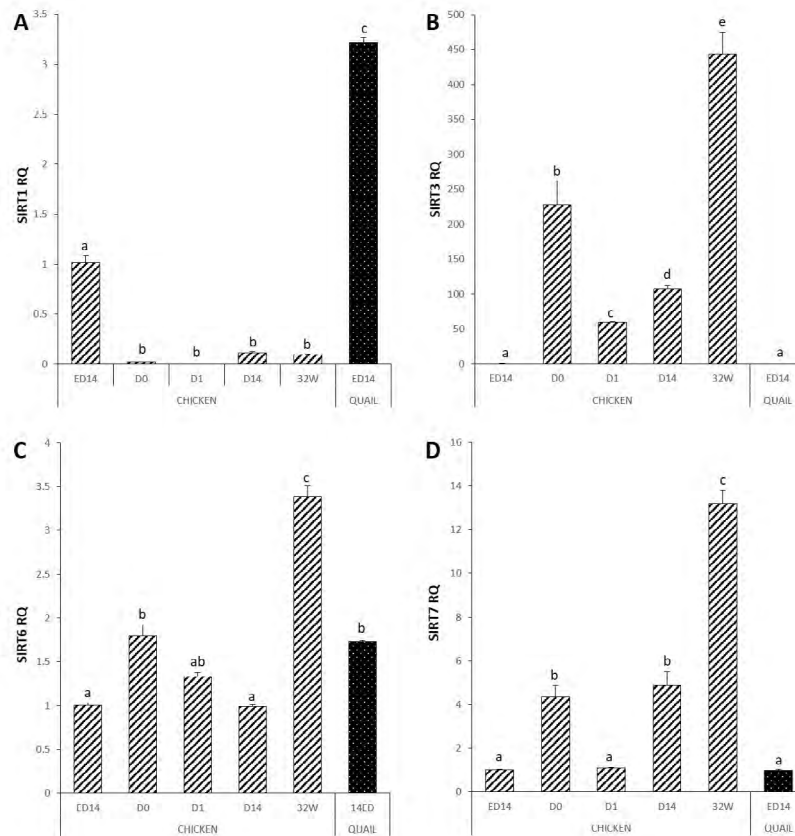 A
3.5
3
2.5
2
1.5
1
0.5
0
SIRT1 RQ
a
b
b
b
b
c
ED14 D0 D1 D14 32W ED14
CHICKEN QUAIL
B
500
450
400
350
300
250
200
150
100
50
0
SIRT3 RQ
a
b
c
d
e
a
ED14 D0 D1 D14 32W ED14
CHICKEN QUAIL
C
4
3.5
3
2.5
2
1.5
1
0.5
0
SIRT6 RQ
a
b
ab
a
c
b
ED14 D0 D1 D14 32W 14ED
CHICKEN QUAIL
D
16
14
12
10
8
6
4
2
0
SIRT7 RQ
a
b
a
b
c
a
ED14 D0 D1 D14 32W ED14
CHICKEN QUAIL